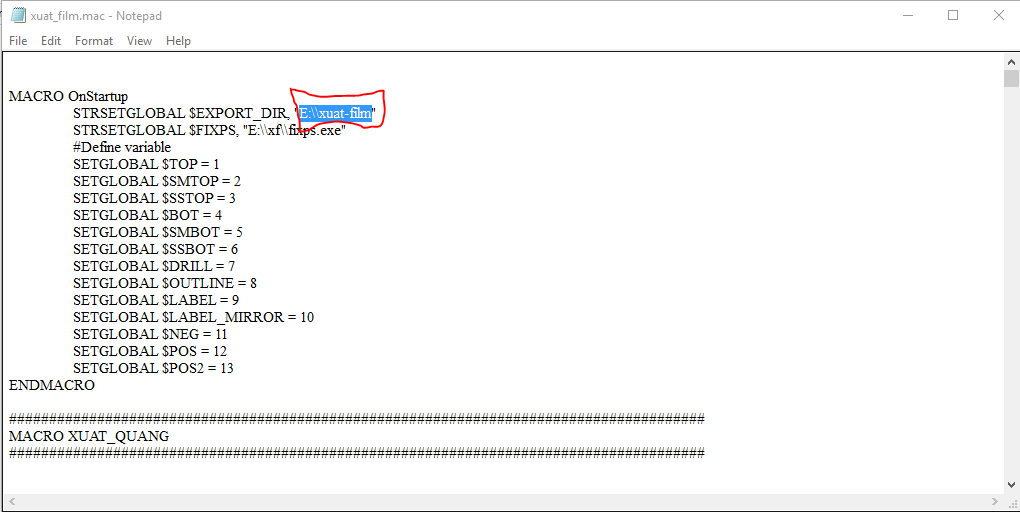 xuat_film.mac - Notepad
File Edit Format View Help
MACRO OnStartup
STRSETGLOBAL $EXPORT_DIR, "E:\\xuat-film"
STRSETGLOBAL $FIXPS, "E:\\xf\\fixps.exe"
#Define variable
SETGLOBAL $TOP = 1
SETGLOBAL $SMTOP = 2
SETGLOBAL $SSTOP = 3
SETGLOBAL $BOT = 4
SETGLOBAL $SMBOT = 5
SETGLOBAL $SSBOT = 6
SETGLOBAL $DRILL = 7
SETGLOBAL $OUTLINE = 8
SETGLOBAL $LABEL = 9
SETGLOBAL $LABEL_MIRROR = 10
SETGLOBAL $NEG = 11
SETGLOBAL $POS = 12
SETGLOBAL $POS2 = 13
ENDMACRO
#######################################################################################
MACRO XUAT_QUANG
#######################################################################################